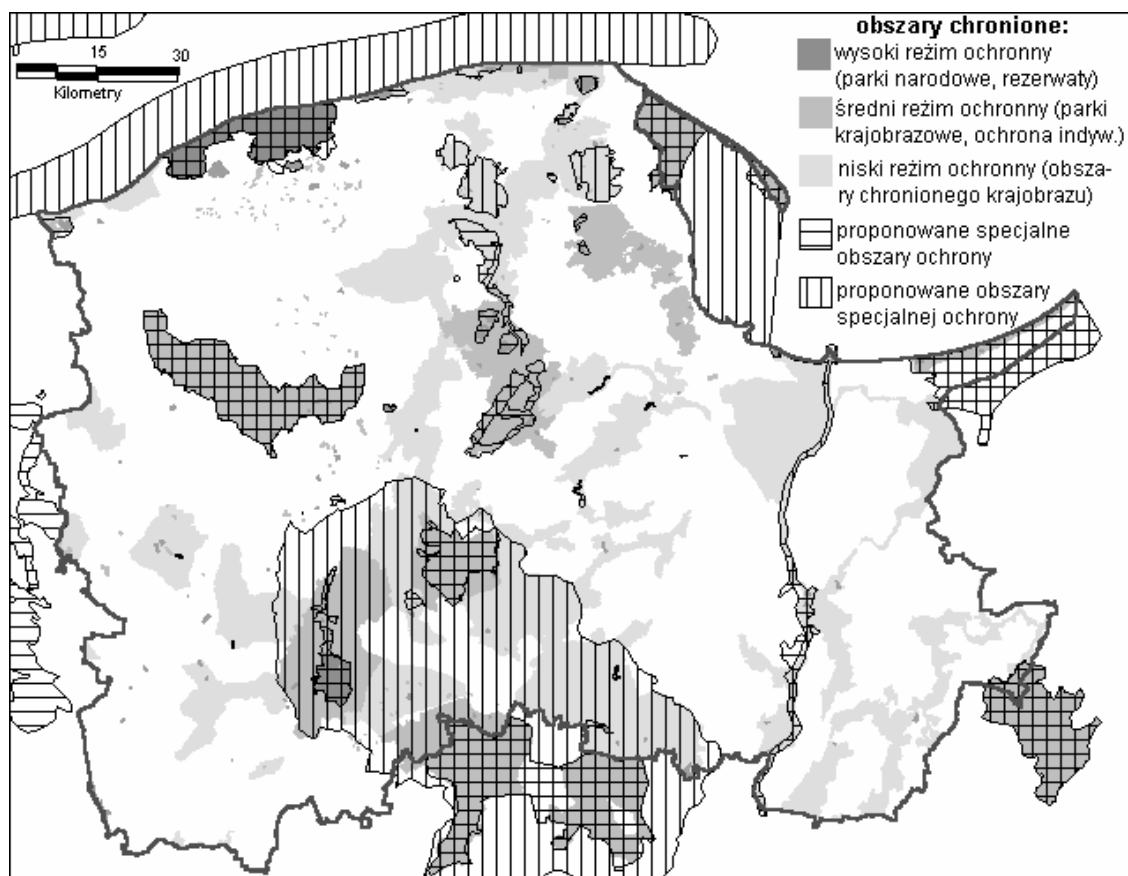 15 30
Kilometry
obszary chronione:
wysoki reżim ochronny
(parki narodowe, rezerwaty)
średni reżim ochronny (parki
krajobrazowe, ochrona indyw.)
niski reżim ochronny (obsza-
ry chronionego krajobrazu)
proponowane specjalne
obszary ochrony
proponowane obszary
specjalnej ochrony